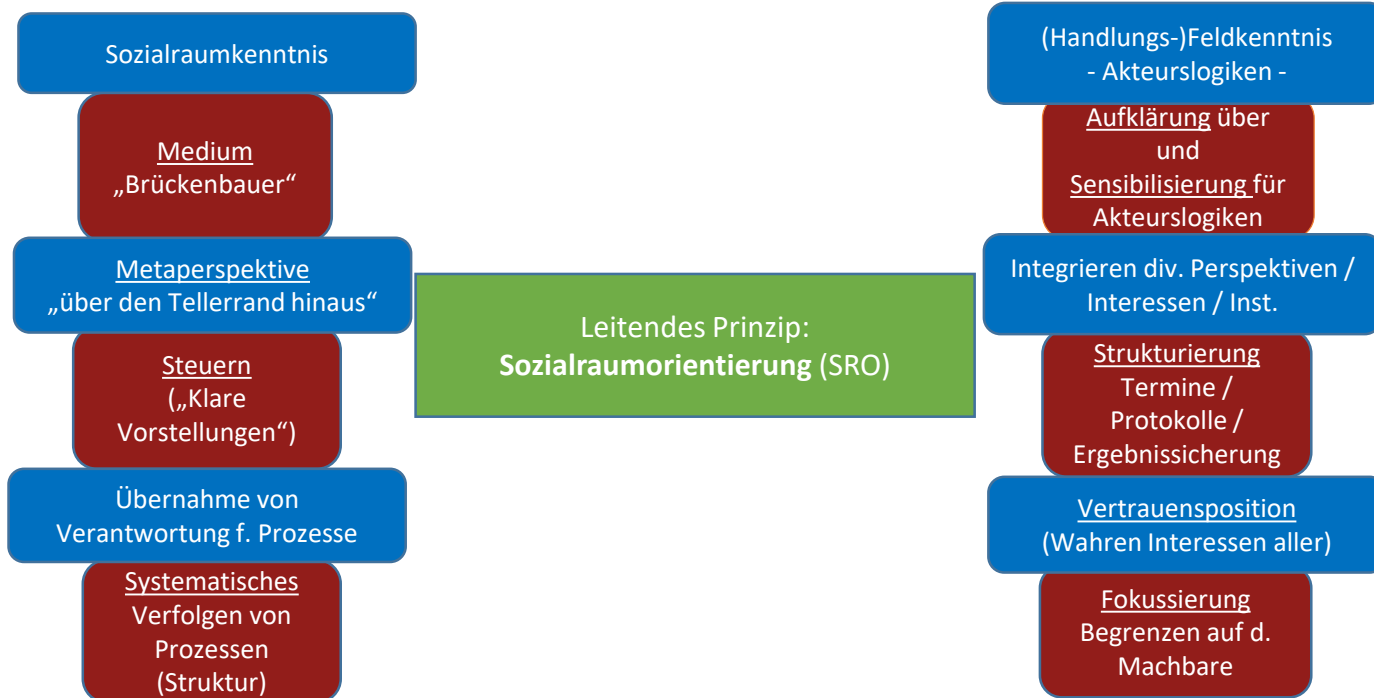 Sozialraumkenntnis
Medium
„Brückenbauer“
Metaperspektive
„über den Tellerrand hinaus“
Steuern
(„Klare
Vorstellungen“)
Übernahme von
Verantwortung f. Prozesse
Systematisches
Verfolgen von
Prozessen
(Struktur)
Leitendes Prinzip:
Sozialraumorientierung (SRO)
(Handlungs-)Feldkenntnis
- Akteurslogiken -
Aufklärung über
und
Sensibilisierung für
Akteurslogiken
Integrieren div. Perspektiven /
Interessen / Inst.
Strukturierung
Termine /
Protokolle /
Ergebnissicherung
Vertrauensposition
(Wahren Interessen aller)
Fokussierung
Begrenzen auf d.
Machbare